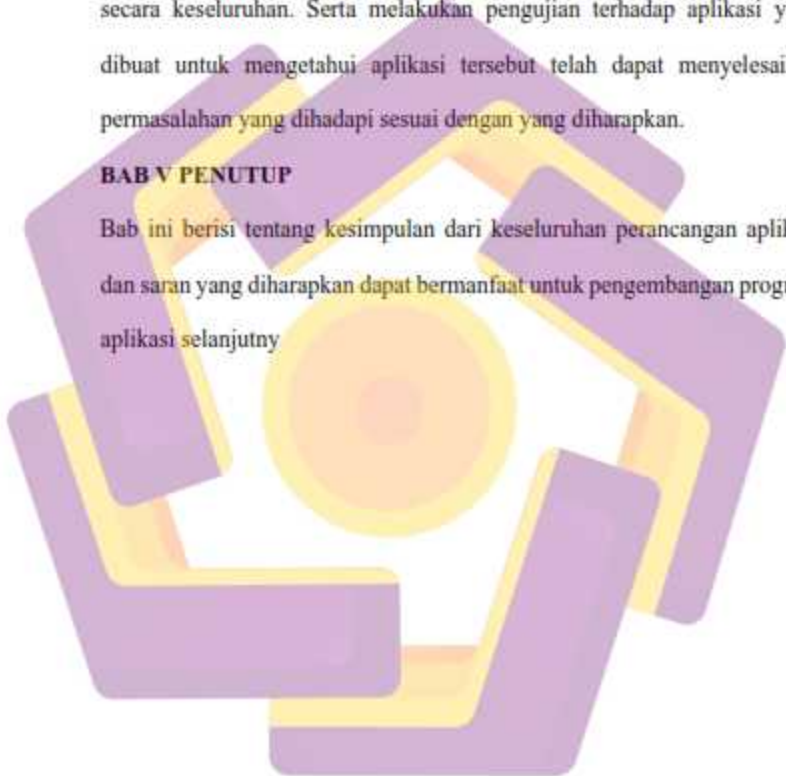 secara keseluruhan. Serta melakukan pengujian terhadap aplikasi y
dibuat untuk mengetahui aplikasi tersebut telah dapat menyelesai
permasalahan yang dihadapi sesuai dengan yang diharapkan.
BAB V PENUTUP
Bab ini berisi tentang kesimpulan dari keseluruhan perancangan aplik
dan saran yang diharapkan dapat bermanfaat untuk pengembangan progr
aplikasi selanjutny